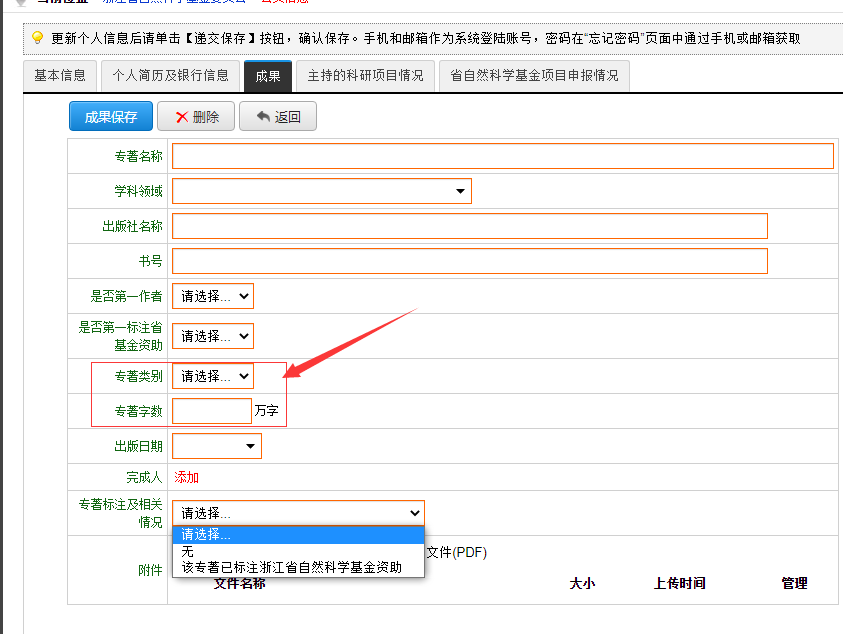 更新个人信息后请单击【递交保存】按钮，确认保存。手机和邮箱作为系统登陆账号，密码在“忘记密码”页面中通过手机或邮箱获取
基本信息 个人简历及银行信息 成果 主持的科研项目情况 省自然科学基金项目申报情况
成果保存 删除 返回
专著名称
学科领域
出版社名称
书号
是否第一作者 请选择...
是否第一标注省
基金资助 请选择...
专著类别 请选择...
专著字数 万字
出版日期
完成人 添加
专著标注及相关
情况 请选择...
请选择...
无
该专著已标注浙江省自然科学基金资助
附件 文件(PDF)
文件名称 大小 上传时间 管理